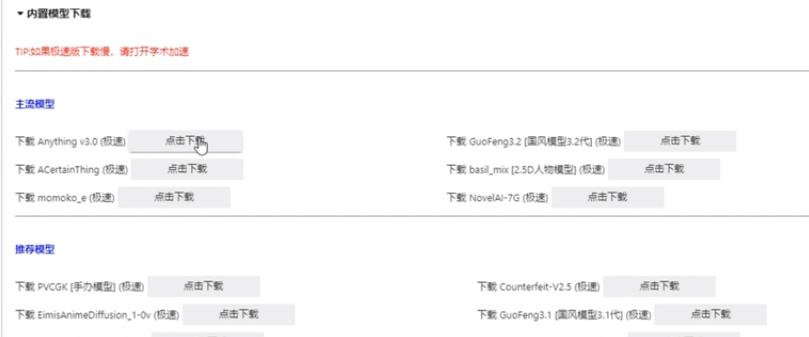 内置模型下载
TIP:如果极速版下载慢，请打开学术加速
主流模型
下载 Anything v3.0 (极速) 点击下载 下载 GuoFeng3.2 [国风模型3.2代] (极速) 点击下载
下载 ACertainThing (极速) 点击下载 下载 basil_mix [2.5D人物模型] (极速) 点击下载
下载 momoko_e (极速) 点击下载 下载 NovelAI-7G (极速) 点击下载
推荐模型
下载 PVCGK [手办模型] (极速) 点击下载 下载 Counterfeit-V2.5 (极速) 点击下载
下载 EimisAnimeDiffusion_1-0v (极速) 点击下载 下载 GuoFeng3.1 [国风模型3.1代] (极速) 点击下载